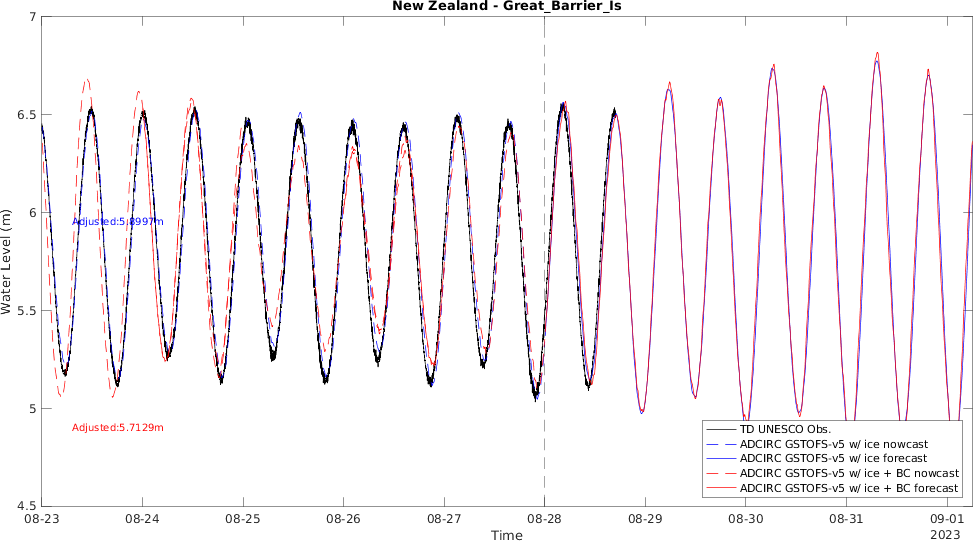 New Zealand - Great_Barrier_Is
7
6.5
6
5.5
5
4.5
Water Level (m)
Adjusted:5.8997m
Adjusted:5.7129m
TD UNESCO Obs.
ADCIRC GSTOFS-v5 w/ ice nowcast
ADCIRC GSTOFS-v5 w/ ice forecast
ADCIRC GSTOFS-v5 w/ ice + BC nowcast
ADCIRC GSTOFS-v5 w/ ice + BC forecast
08-23 08-24 08-25 08-26 08-27 08-28 08-29 08-30 08-31 09-01
2023
Time